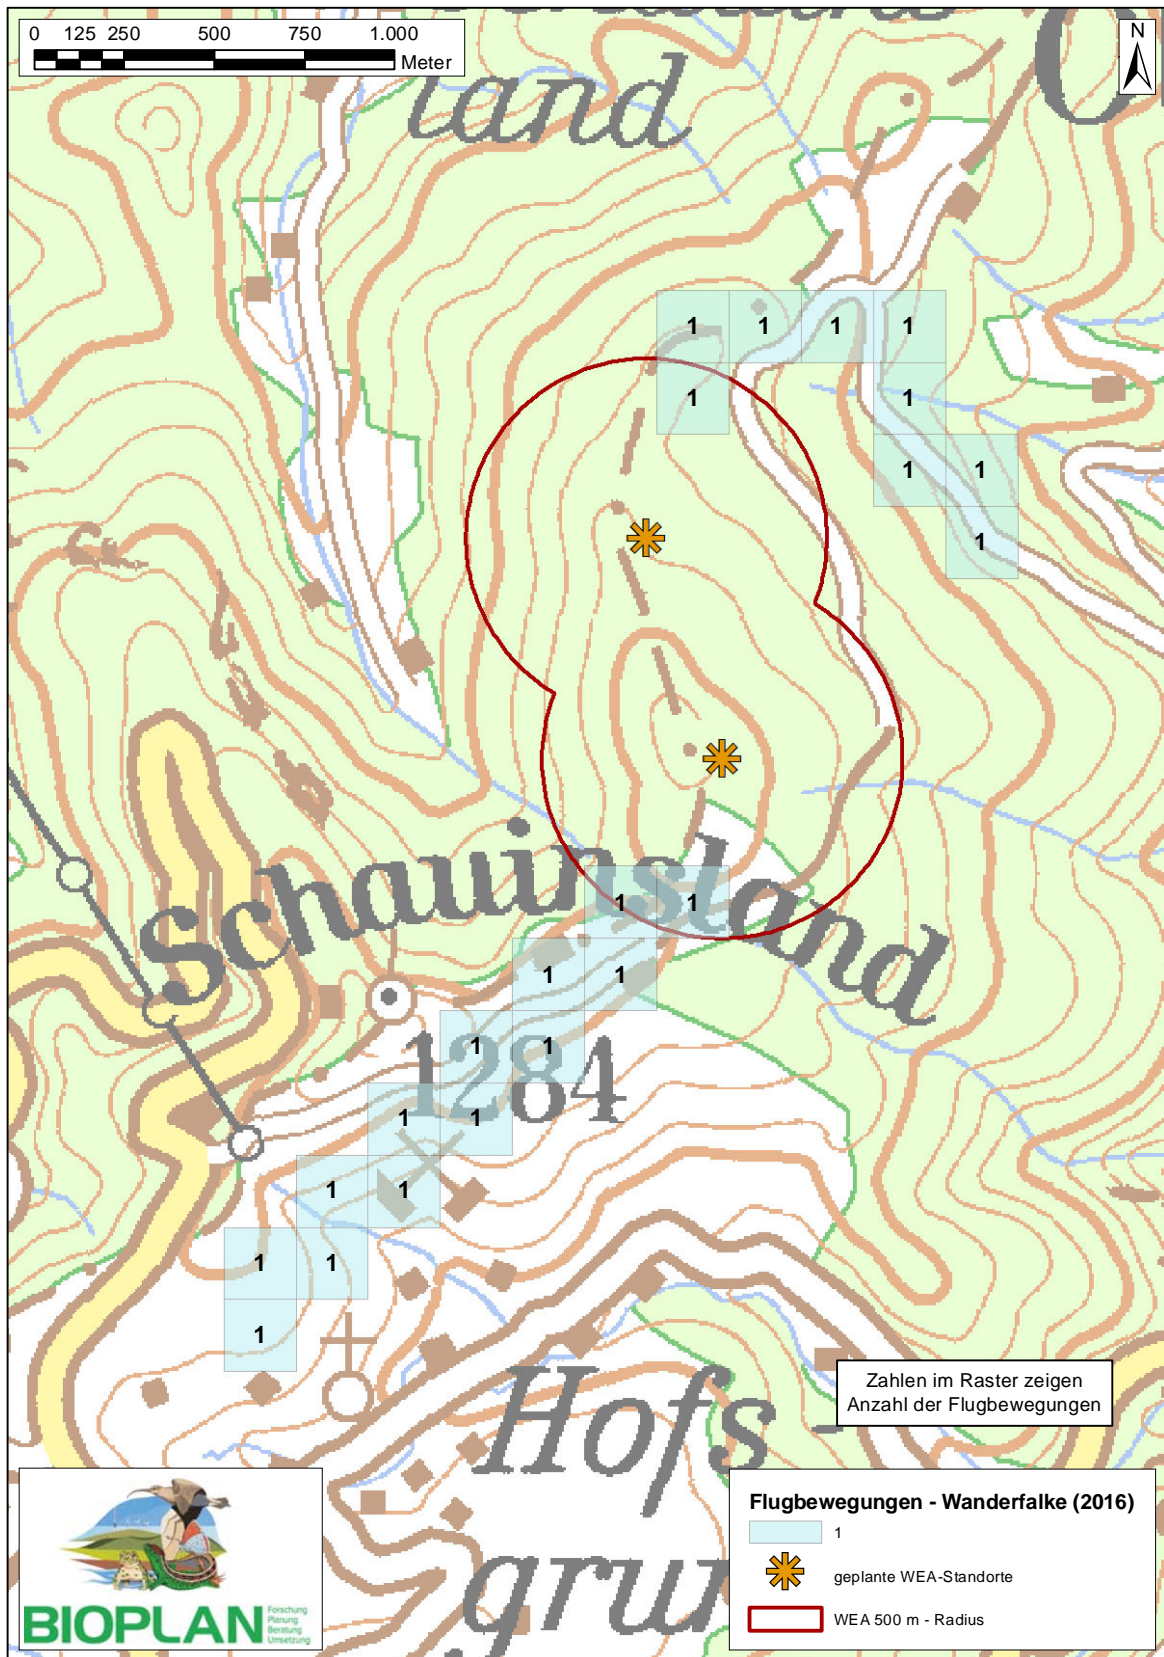 0 125 250 500 750 1.000
Meter
N
land
1 1 1 1
1 1
1 1
1
Schauinsland
1 1
1 1
1 1
1284
1 1
1 1
1 1
1
Hofs
grun
Zahlen im Raster zeigen
Anzahl der Flugbewegungen
Flugbewegungen - Wanderfalke (2016)
1
geplante WEA-Standorte
WEA 500 m - Radius
BIOPLAN
Forschung
Planung
Beratung
Umsetzung